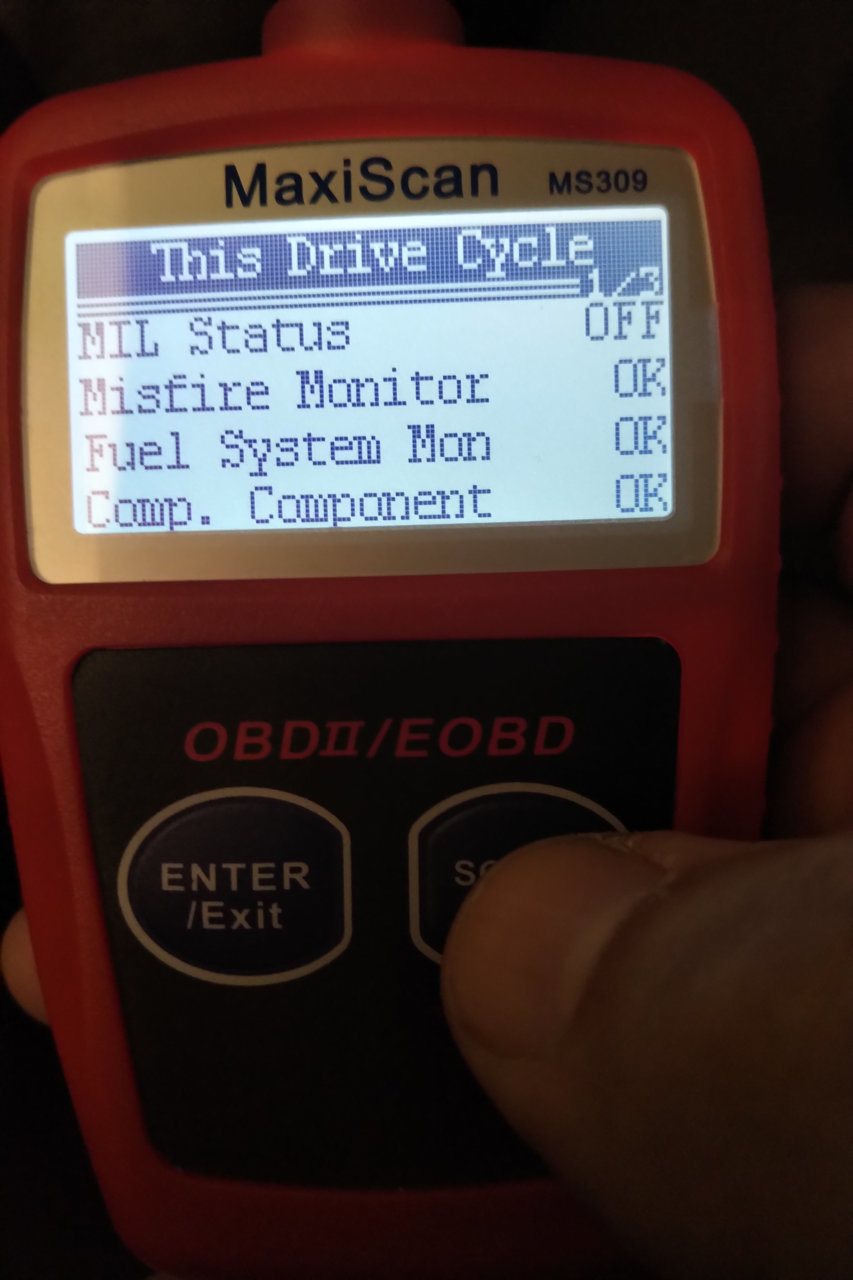 MaxiScan MS309
This Drive Cycle
1/3
MIL Status OFF
Misfire Monitor OK
Fuel System Mon OK
Comp. Component OK
OBDII/EOBD
ENTER
/Exit